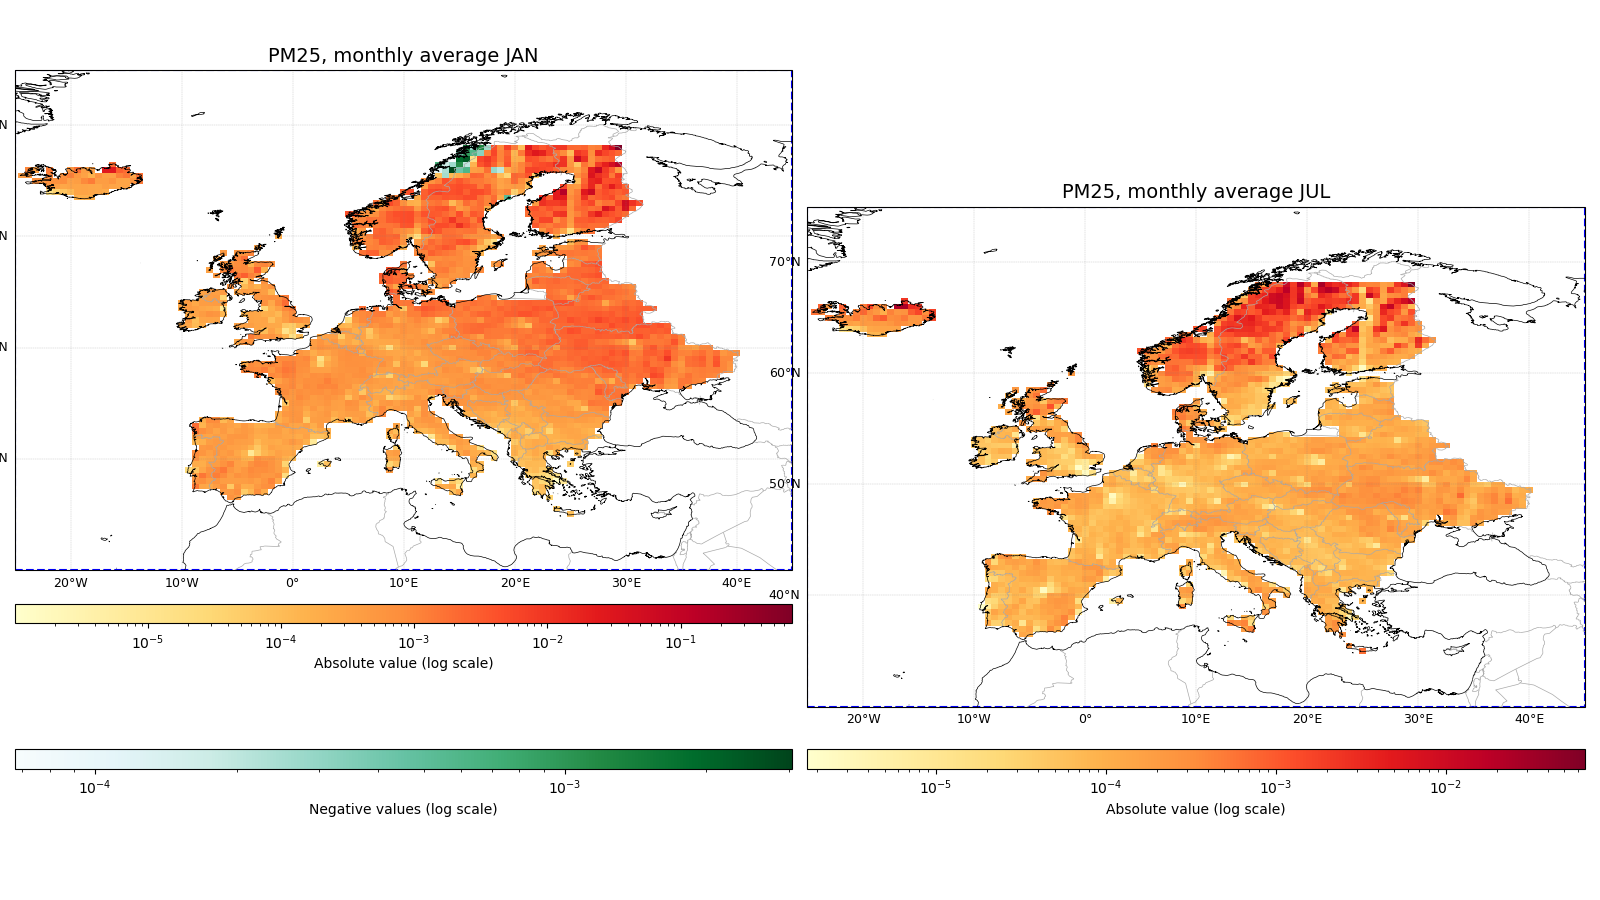 PM25, monthly average JAN
N
N
N
N
20°W 10°W 0° 10°E 20°E 30°E 40°E
10⁻⁵ 10⁻⁴ 10⁻³ 10⁻² 10⁻¹
Absolute value (log scale)
10⁻⁴ 10⁻³
Negative values (log scale)
PM25, monthly average JUL
70°N
60°N
50°N
40°N
20°W 10°W 0° 10°E 20°E 30°E 40°E
10⁻⁵ 10⁻⁴ 10⁻³ 10⁻²
Absolute value (log scale)